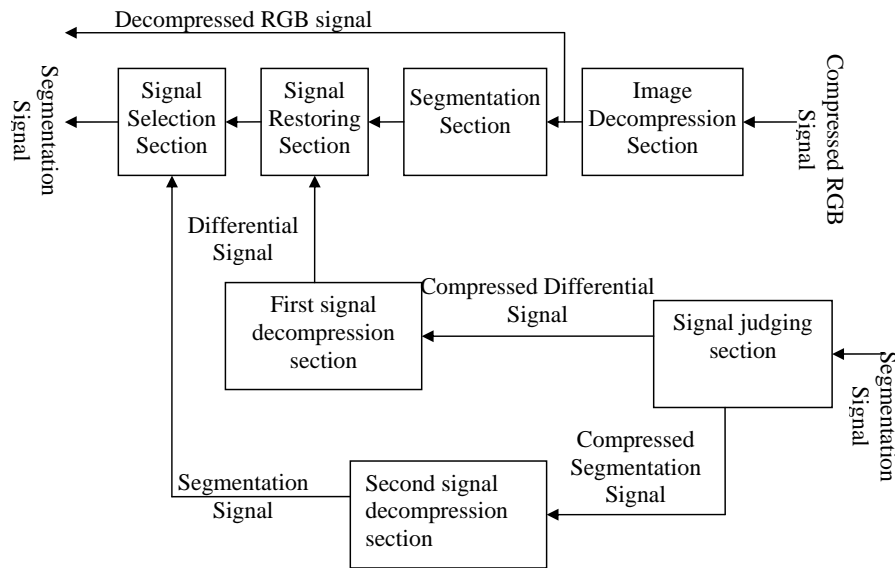 Decompressed RGB signal
Segmentation
Signal
Signal
Selection
Section
Signal
Restoring
Section
Segmentation
Section
Image
Decompression
Section
Compressed RGB
Signal
Differential
Signal
First signal
decompression
section
Compressed Differential
Signal
Signal judging
section
Segmentation
Signal
Compressed
Segmentation
Signal
Segmentation
Signal
Second signal
decompression
section